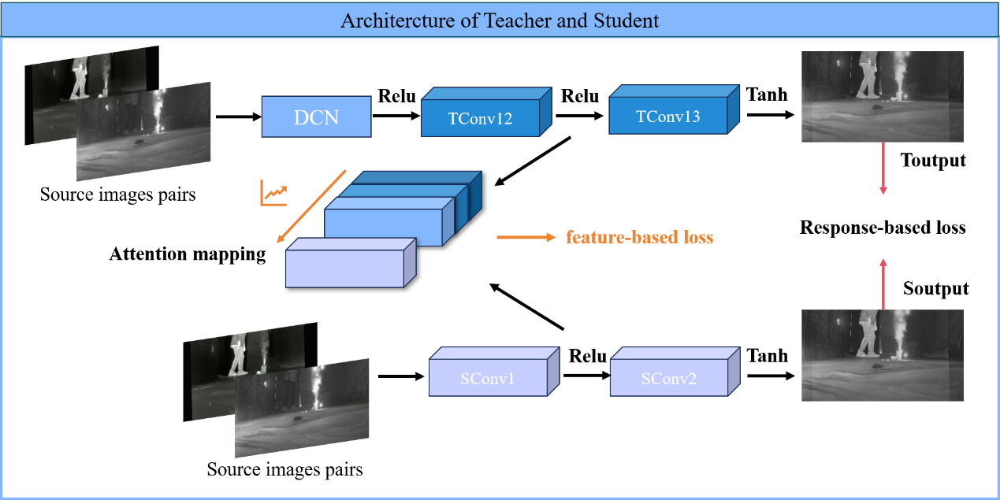 Architercture of Teacher and Student
Source images pairs
DCN
Relu
TConv12
Relu
TConv13
Tanh
Toutput
Response-based loss
Soutput
Attention mapping
feature-based loss
Source images pairs
SConv1
Relu
SConv2
Tanh